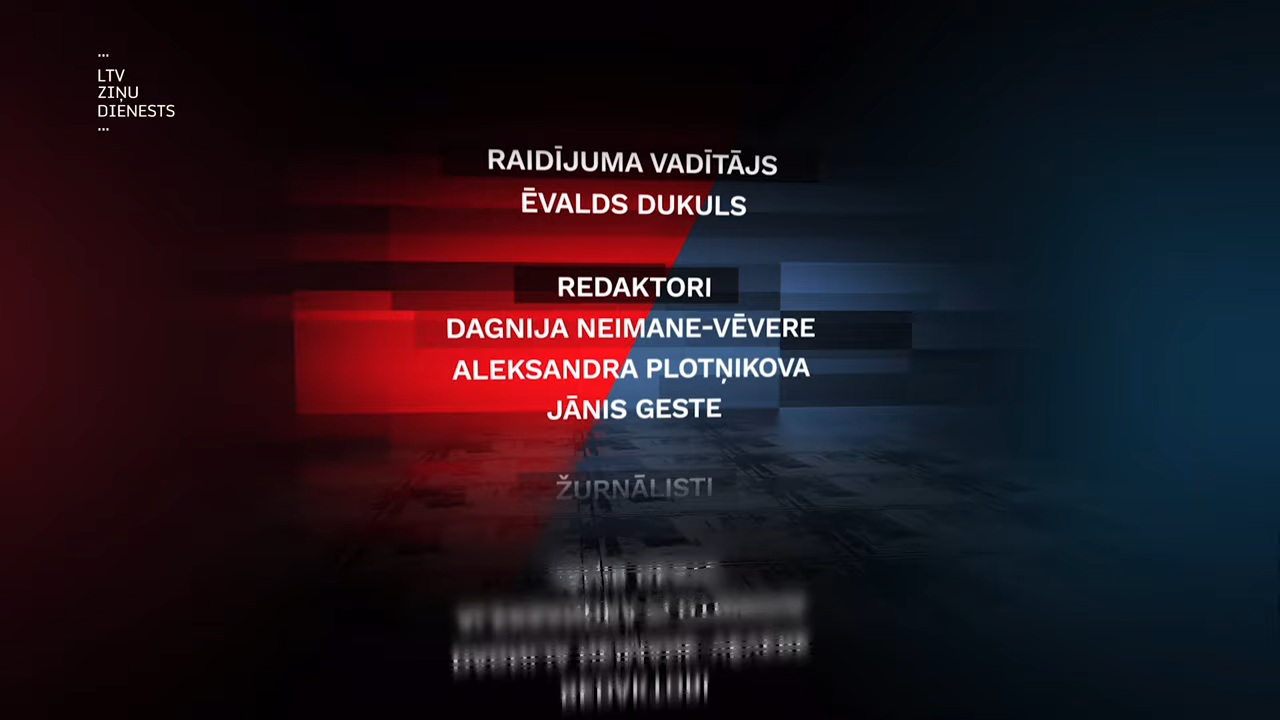 LTV
ZIŅU
DIENESTS
RAIDĪJUMA VADĪTĀJS
ĒVALDS DUKULS
REDAKTORI
DAGNIJA NEIMANE-VĒVERE
ALEKSANDRA PLOTŅIKOVA
JĀNIS GESTE
ŽURNĀLISTI